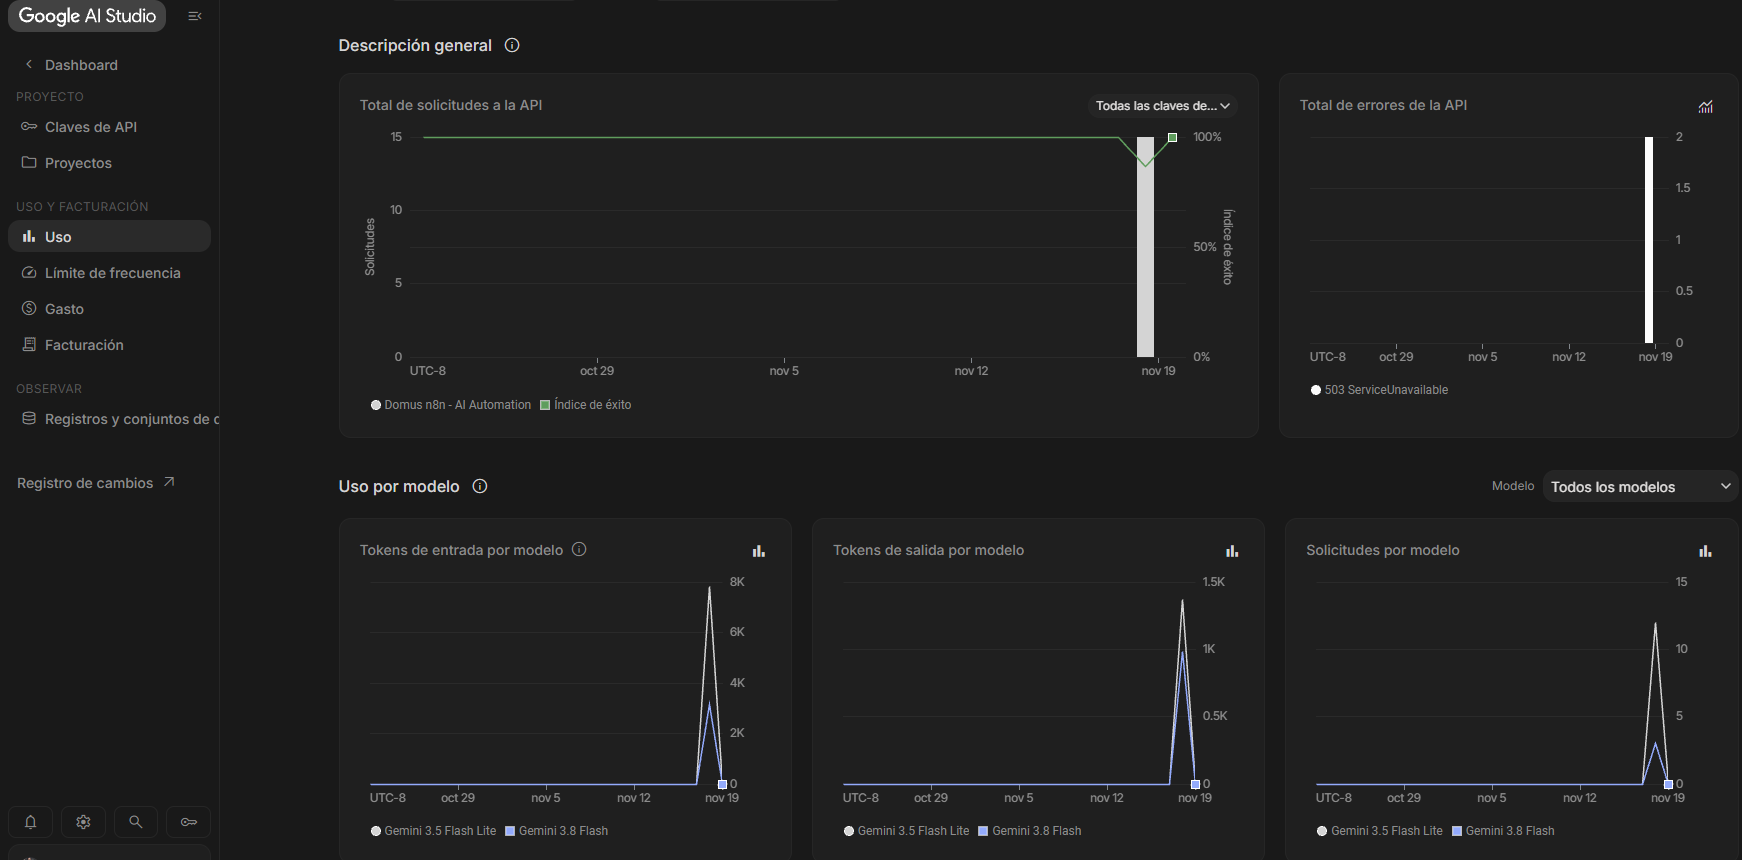 Google AI Studio
Dashboard
PROYECTO
Claves de API
Proyectos
USO Y FACTURACIÓN
Uso
Límite de frecuencia
Gasto
Facturación
OBSERVAR
Registros y conjuntos de
Registro de cambios
Descripción general
Total de solicitudes a la API
Todas las claves de...
15
10
5
0
Solicitudes
100%
50%
0%
Índice de éxito
UTC-8 oct 29 nov 5 nov 12 nov 19
Domus n8n - AI Automation Índice de éxito
Total de errores de la API
2
1.5
1
0.5
0
UTC-8 oct 29 nov 5 nov 12 nov 19
503 ServiceUnavailable
Uso por modelo
Modelo Todos los modelos
Tokens de entrada por modelo
8K
6K
4K
2K
0
UTC-8 oct 29 nov 5 nov 12 nov 19
Gemini 3.5 Flash Lite Gemini 3.8 Flash
Tokens de salida por modelo
1.5K
1K
0.5K
0
UTC-8 oct 29 nov 5 nov 12 nov 19
Gemini 3.5 Flash Lite Gemini 3.8 Flash
Solicitudes por modelo
15
10
5
0
UTC-8 oct 29 nov 5 nov 12 nov 19
Gemini 3.5 Flash Lite Gemini 3.8 Flash